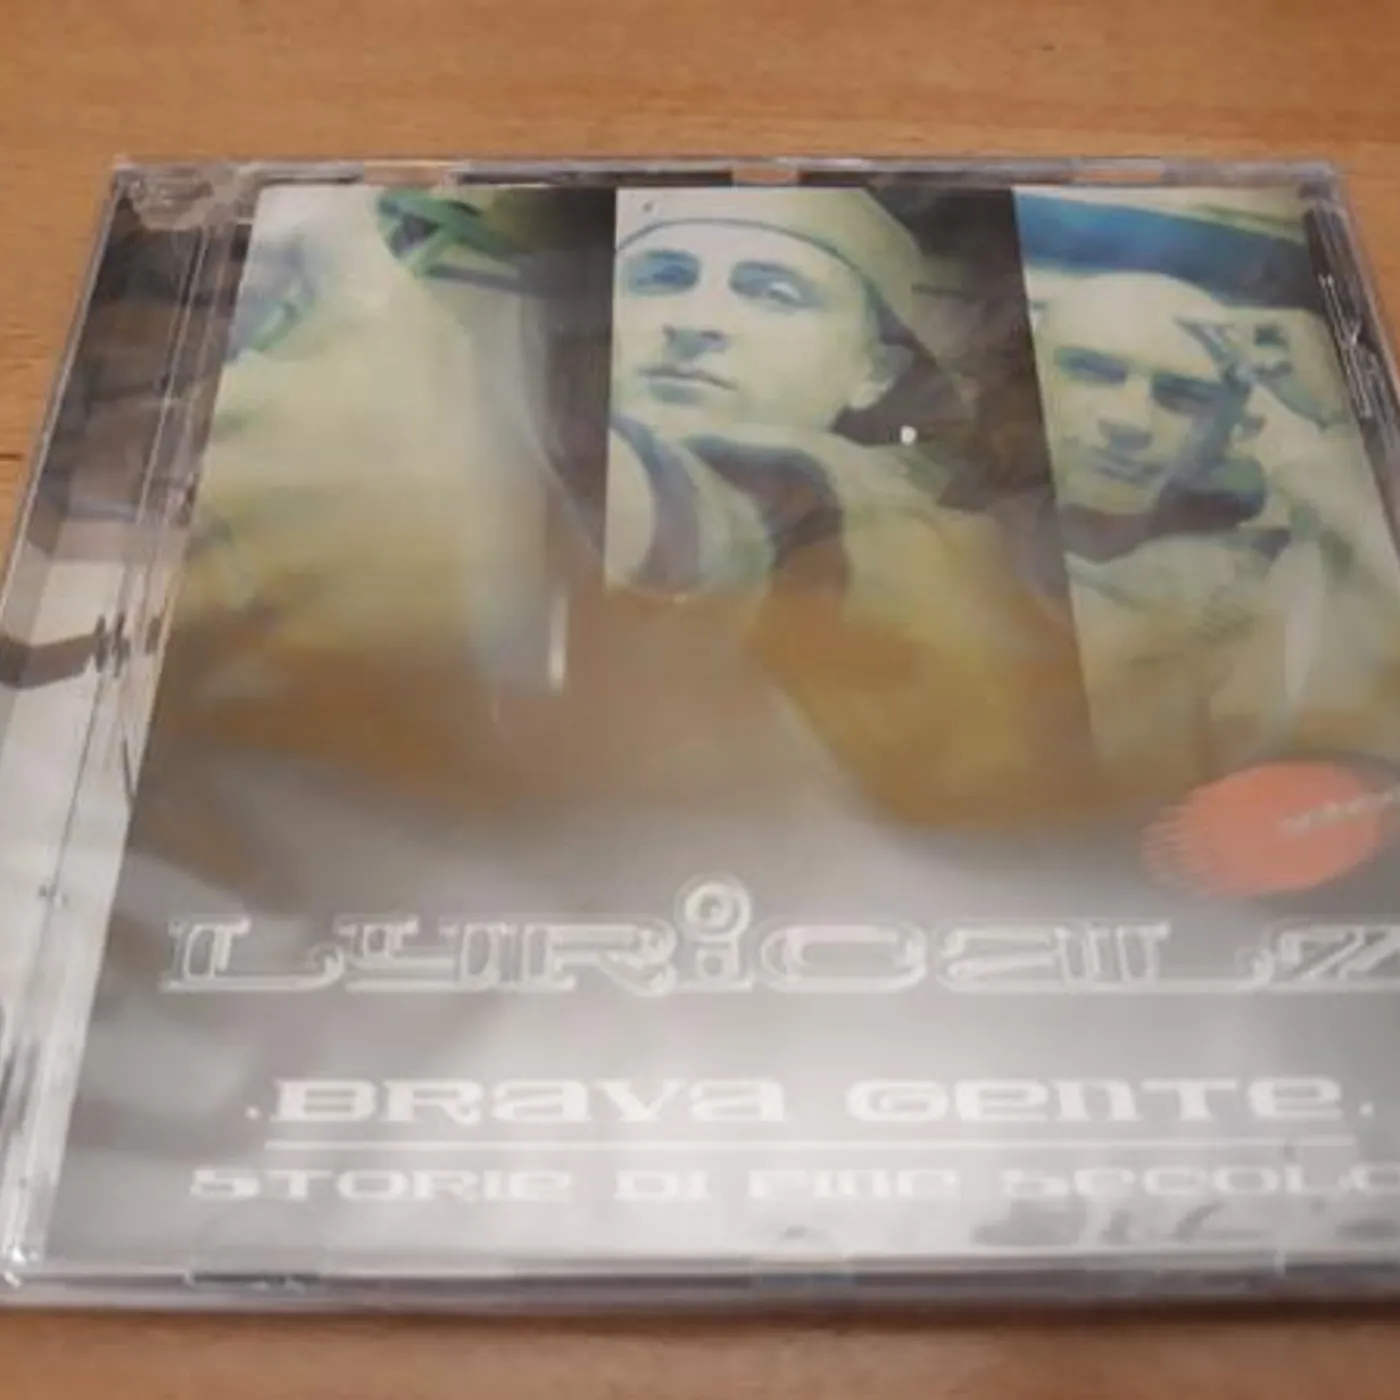 LYRICALZ
.BRAVA GENTE.
STORIE DI FINE SECOLO